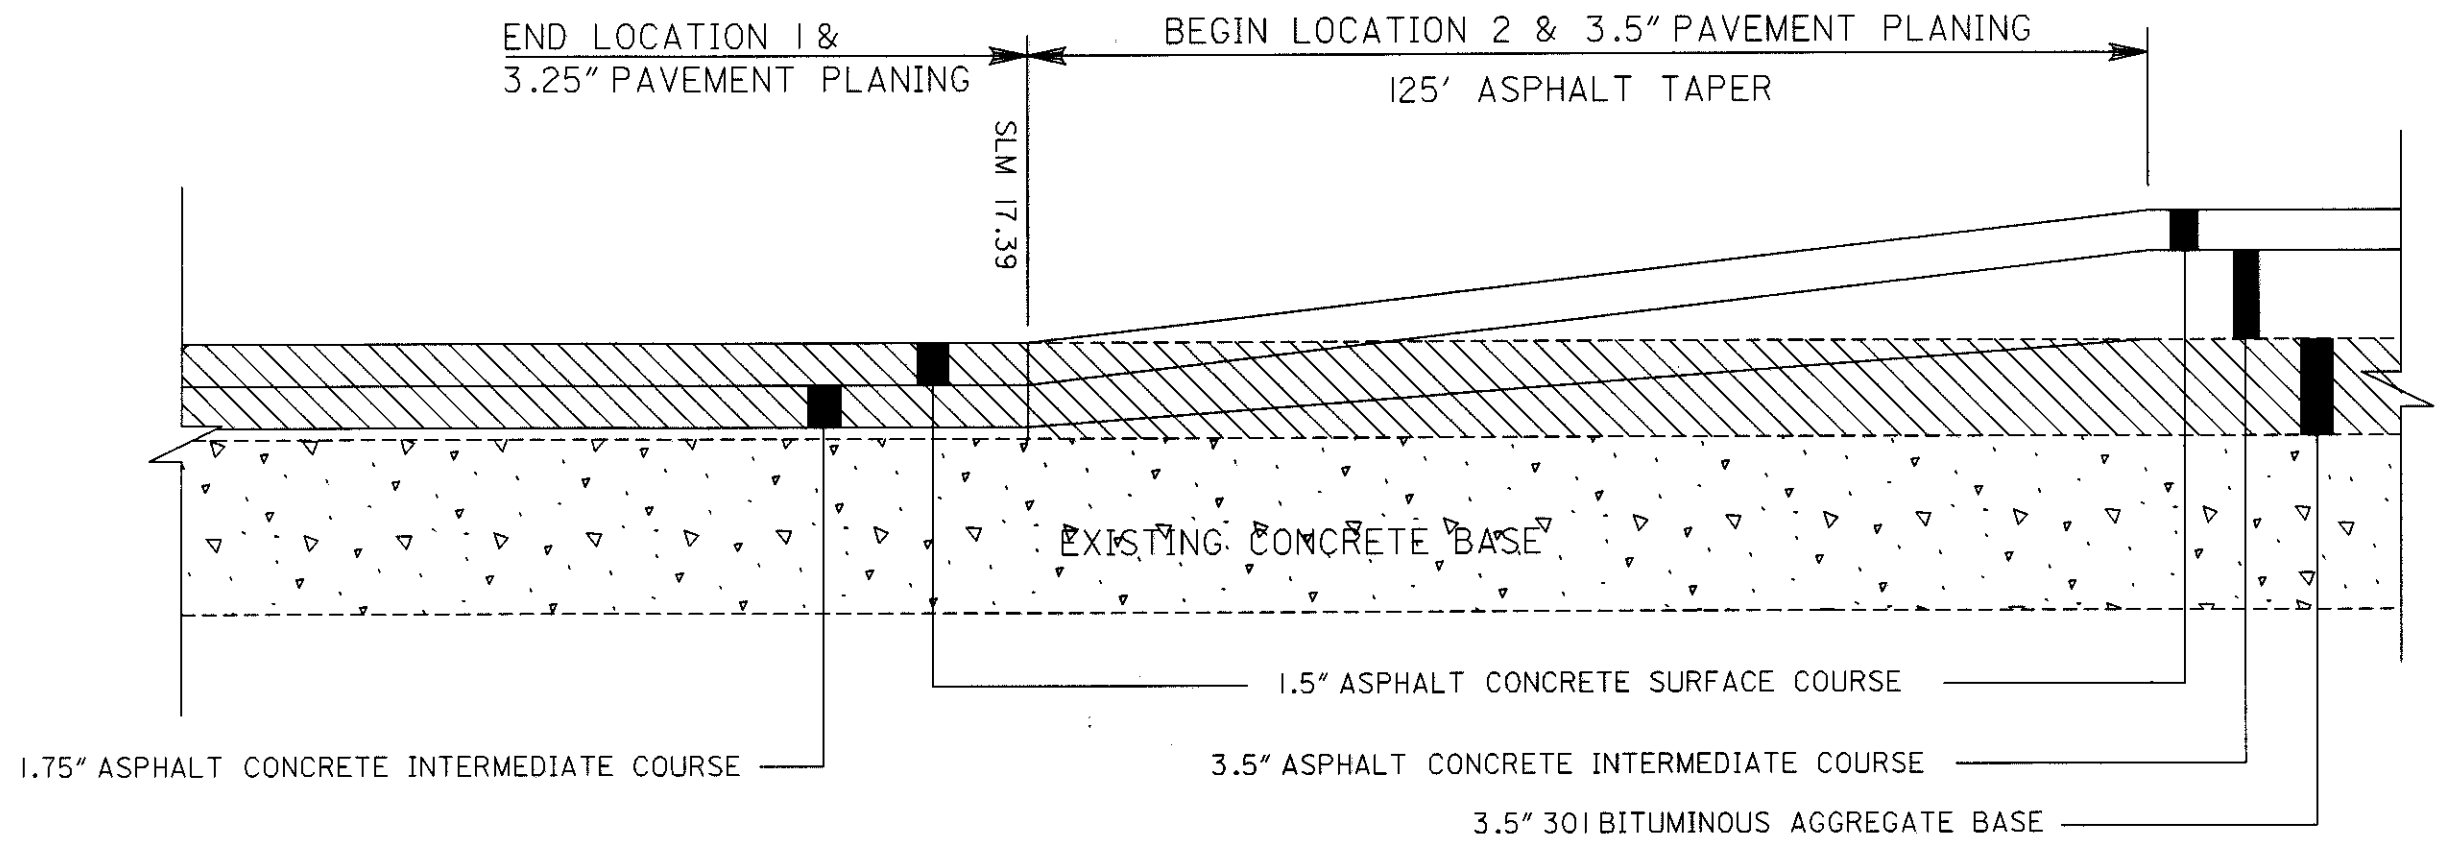 END LOCATION 1 &
3.25" PAVEMENT PLANING
BEGIN LOCATION 2 & 3.5" PAVEMENT PLANING
125' ASPHALT TAPER
SLM 17.39
EXISTING CONCRETE BASE
1.5" ASPHALT CONCRETE SURFACE COURSE
1.75" ASPHALT CONCRETE INTERMEDIATE COURSE
3.5" ASPHALT CONCRETE INTERMEDIATE COURSE
3.5" 301 BITUMINOUS AGGREGATE BASE